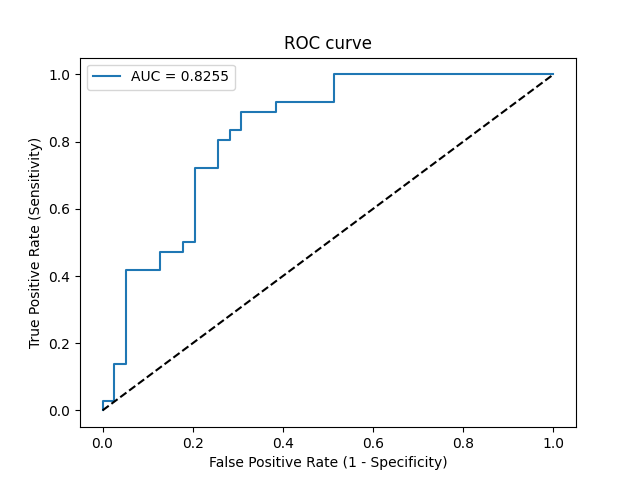 ROC curve
AUC = 0.8255
True Positive Rate (Sensitivity)
1.0
0.8
0.6
0.4
0.2
0.0
0.0 0.2 0.4 0.6 0.8 1.0
False Positive Rate (1 - Specificity)